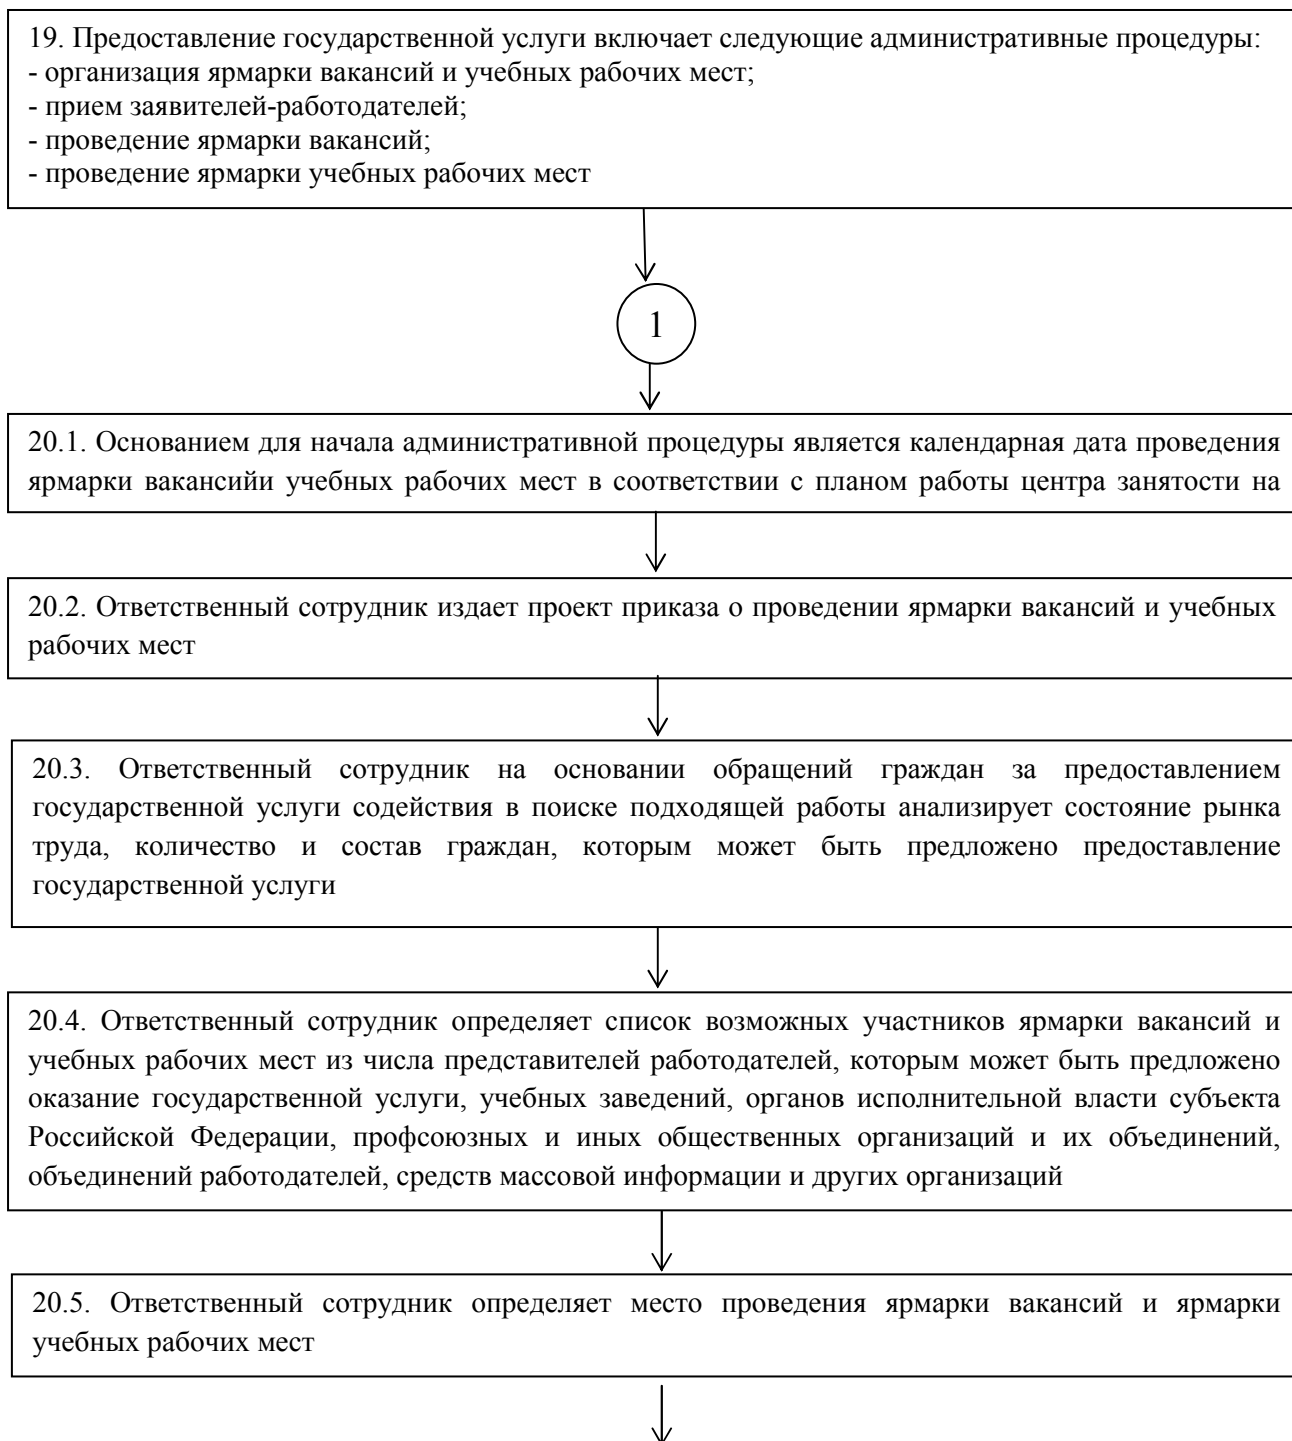 19. Предоставление государственной услуги включает следующие административные процедуры:
- организация ярмарки вакансий и учебных рабочих мест;
- прием заявителей-работодателей;
- проведение ярмарки вакансий;
- проведение ярмарки учебных рабочих мест
1
20.1. Основанием для начала административной процедуры является календарная дата проведения
ярмарки вакансийи учебных рабочих мест в соответствии с планом работы центра занятости на
20.2. Ответственный сотрудник издает проект приказа о проведении ярмарки вакансий и учебных
рабочих мест
20.3. Ответственный сотрудник на основании обращений граждан за предоставлением
государственной услуги содействия в поиске подходящей работы анализирует состояние рынка
труда, количество и состав граждан, которым может быть предложено предоставление
государственной услуги
20.4. Ответственный сотрудник определяет список возможных участников ярмарки вакансий и
учебных рабочих мест из числа представителей работодателей, которым может быть предложено
оказание государственной услуги, учебных заведений, органов исполнительной власти субъекта
Российской Федерации, профсоюзных и иных общественных организаций и их объединений,
объединений работодателей, средств массовой информации и других организаций
20.5. Ответственный сотрудник определяет место проведения ярмарки вакансий и ярмарки
учебных рабочих мест